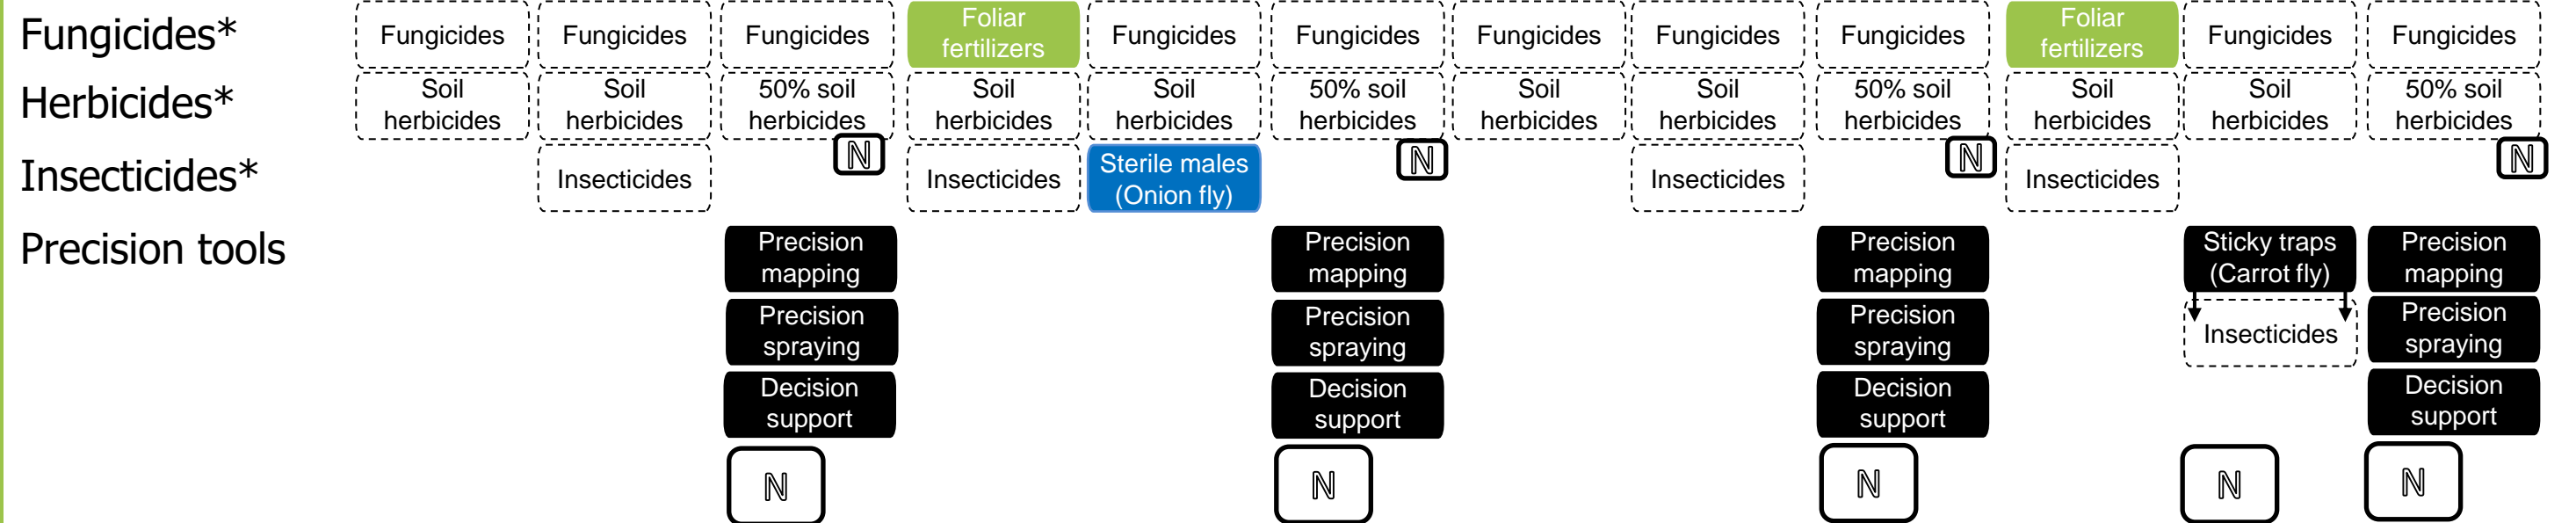 Fungicides*
Fungicides
Fungicides
Fungicides
Foliar
fertilizers
Fungicides
Fungicides
Fungicides
Fungicides
Fungicides
Foliar
fertilizers
Fungicides
Fungicides
Herbicides*
Soil
herbicides
Soil
herbicides
50% soil
herbicides
ℕ
Soil
herbicides
Soil
herbicides
50% soil
herbicides
ℕ
Soil
herbicides
Soil
herbicides
50% soil
herbicides
ℕ
Soil
herbicides
Soil
herbicides
50% soil
herbicides
ℕ
Insecticides*
Insecticides
Insecticides
Sterile males
(Onion fly)
Insecticides
Insecticides
Precision tools
Precision
mapping
Precision
spraying
Decision
support
ℕ
Precision
mapping
Precision
spraying
Decision
support
ℕ
Precision
mapping
Precision
spraying
Decision
support
ℕ
Sticky traps
(Carrot fly)
Insecticides
ℕ
Precision
mapping
Precision
spraying
Decision
support
ℕ